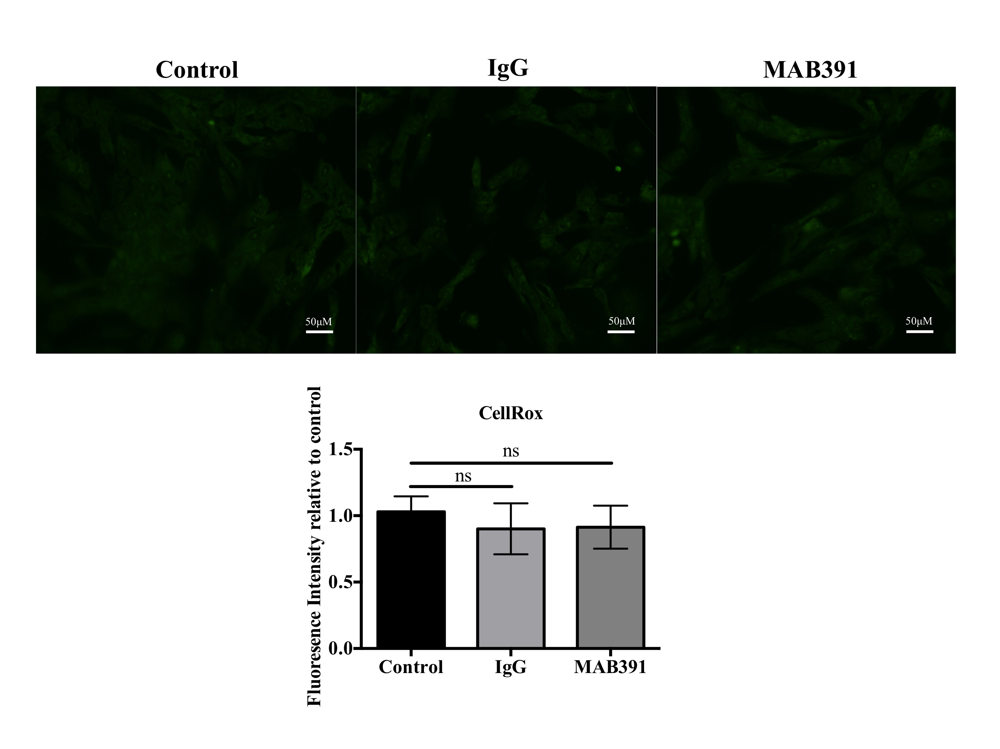 Control
IgG
MAB391
50µM
50µM
50µM
CellRox
Fluoresence Intensity relative to control
1.5
1.0
0.5
0.0
ns
ns
Control
IgG
MAB391